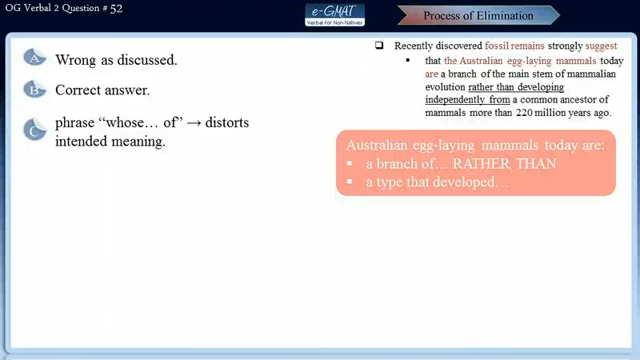 OG Verbal 2 Question # 52
e-GMAT
Verbal for Non-Natives
Process of Elimination
A Wrong as discussed.
B Correct answer.
C phrase “whose… of” → distorts
intended meaning.
Recently discovered fossil remains strongly suggest
that the Australian egg-laying mammals today
are a branch of the main stem of mammalian
evolution rather than developing
independently from a common ancestor of
mammals more than 220 million years ago.
Australian egg-laying mammals today are:
a branch of… RATHER THAN
a type that developed…